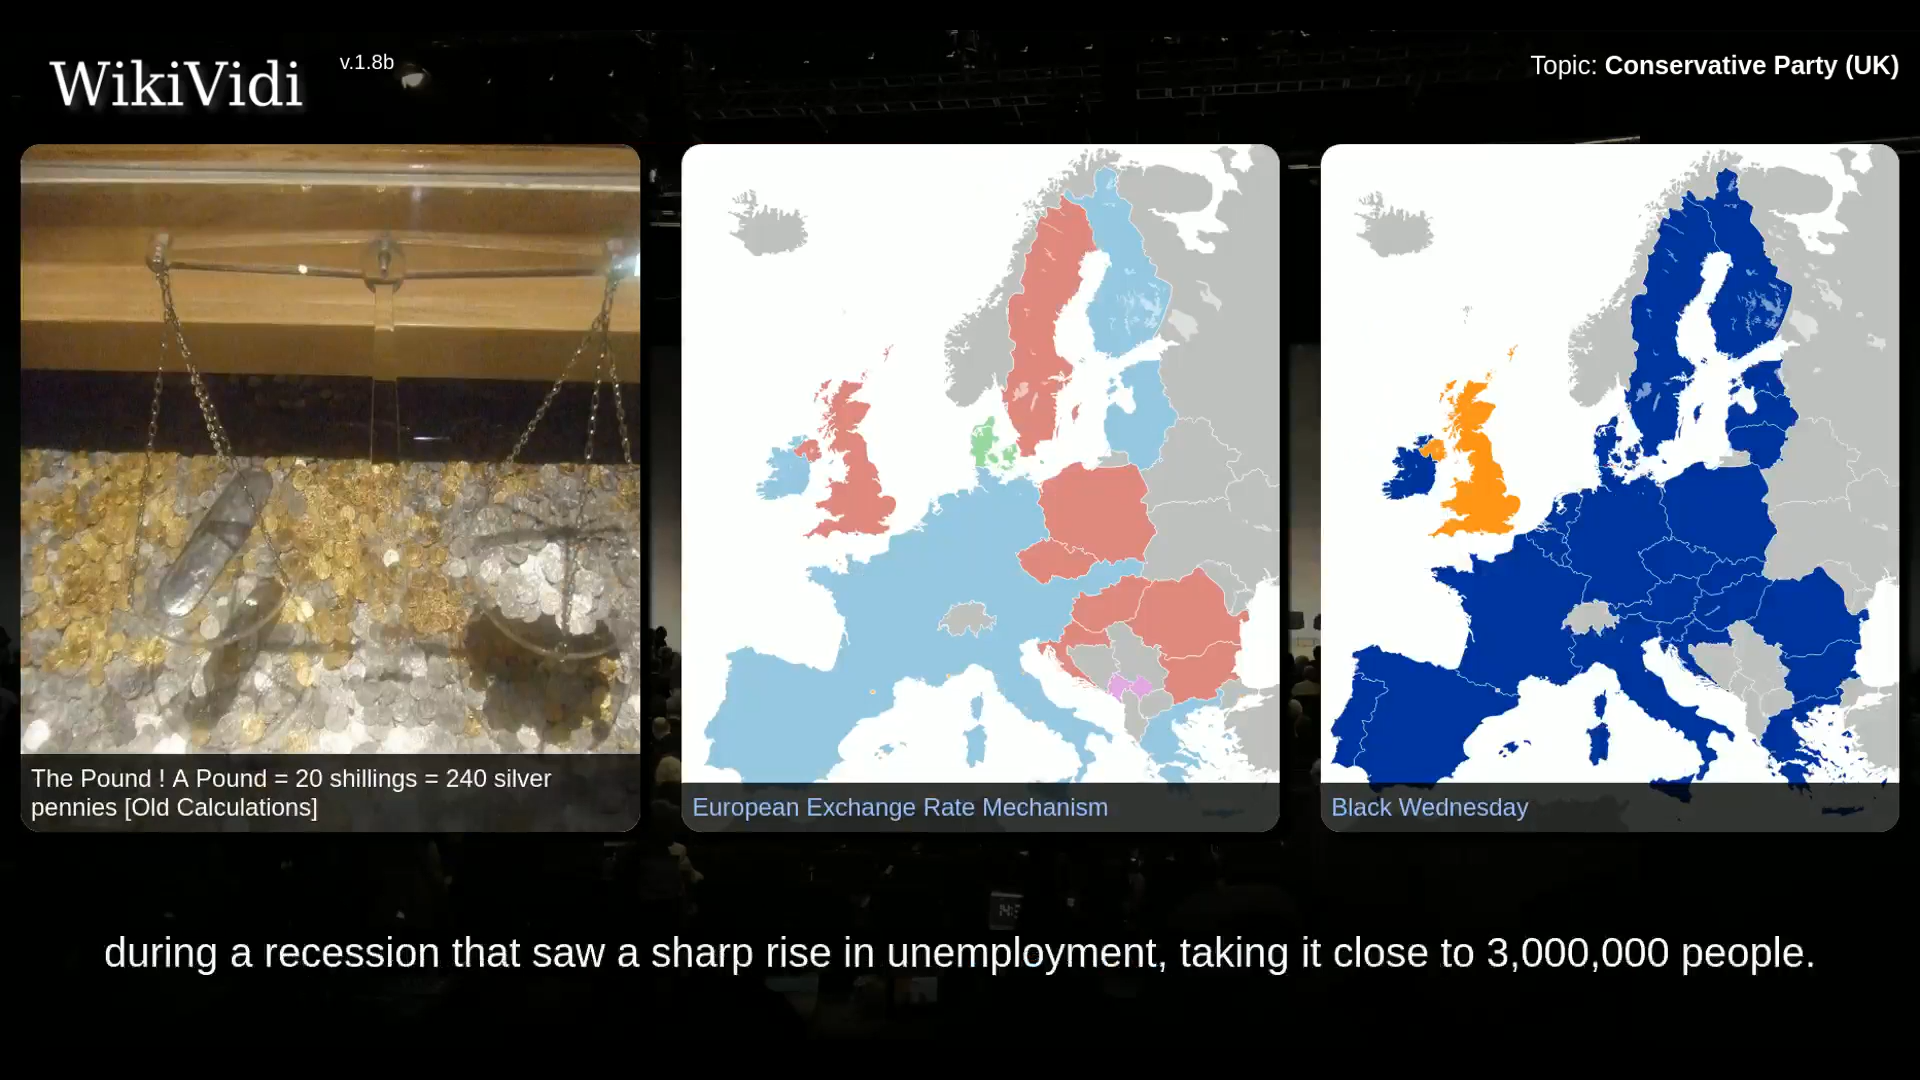 WikiVidi
v.1.8b
Topic: Conservative Party (UK)
The Pound ! A Pound = 20 shillings = 240 silver
pennies [Old Calculations]
European Exchange Rate Mechanism
Black Wednesday
during a recession that saw a sharp rise in unemployment, taking it close to 3,000,000 people.